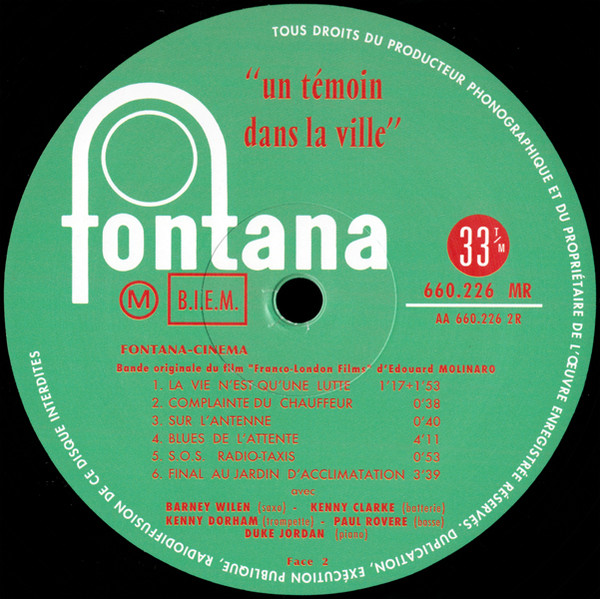 TOUS DROITS DU PRODUCTEUR PHONOGRAPHIQUE ET DU PROPRIÉTAIRE DE L'ŒUVRE ENREGISTRÉE RÉSERVÉS. DUPLICATION, EXÉCUTION PUBLIQUE, RADIODIFFUSION DE CE DISQUE INTERDITES
"un témoin
dans la ville"
fontana
33 T/M
M B.I.E.M.
660.226 MR
AA 660.226 2R
FONTANA-CINEMA
Bande originale du film "Franco-London Films" d'Edouard MOLINARO
1. LA VIE N'EST QU'UNE LUTTE 1'17+1'53
2. COMPLAINTE DU CHAUFFEUR 0'38
3. SUR L'ANTENNE 0'40
4. BLUES DE L'ATTENTE 4'11
5. S.O.S. RADIO-TAXIS 0'53
6. FINAL AU JARDIN D'ACCLIMATATION 3'39
avec
BARNEY WILEN (saxo) - KENNY CLARKE (batterie)
KENNY DORHAM (trompette) - PAUL ROVERE (basse)
DUKE JORDAN (piano)
Face 2